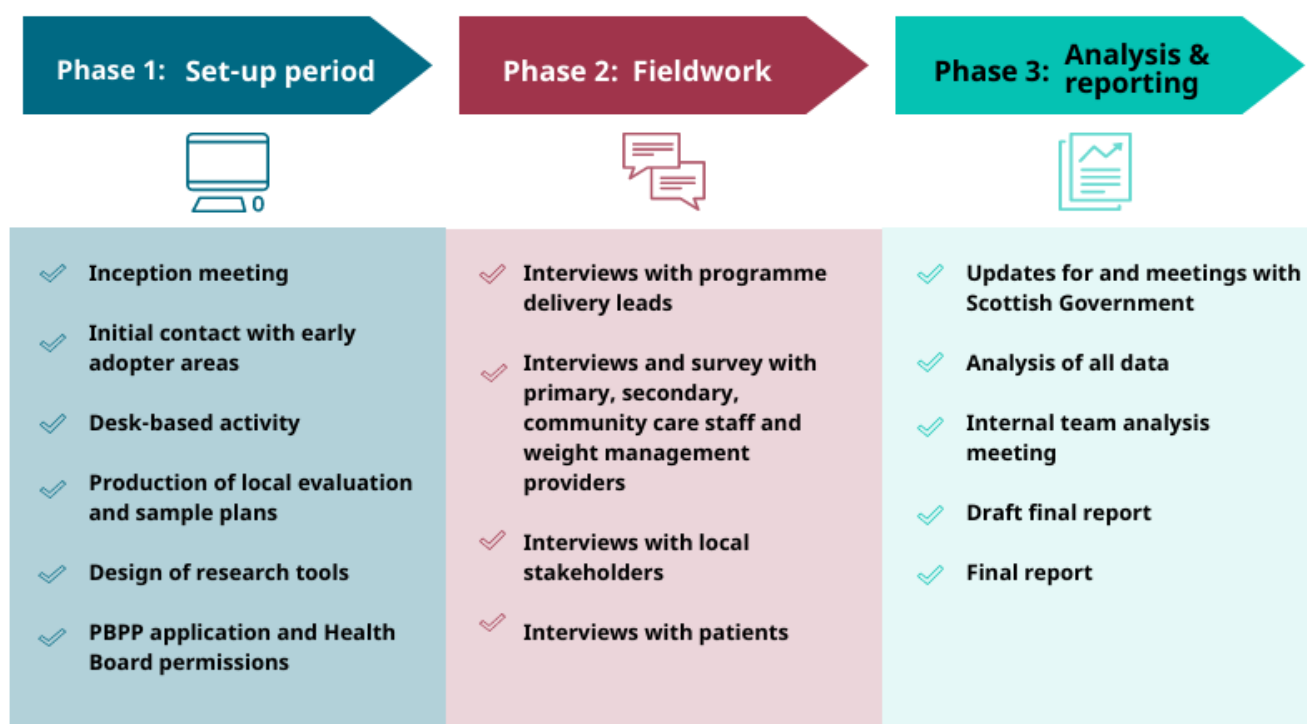 Phase 1: Set-up period
Phase 2: Fieldwork
Phase 3: Analysis &
reporting
Inception meeting
Initial contact with early
adopter areas
Desk-based activity
Production of local evaluation
and sample plans
Design of research tools
PBPP application and Health
Board permissions
Interviews with programme
delivery leads
Interviews and survey with
primary, secondary,
community care staff and
weight management
providers
Interviews with local
stakeholders
Interviews with patients
Updates for and meetings with
Scottish Government
Analysis of all data
Internal team analysis
meeting
Draft final report
Final report